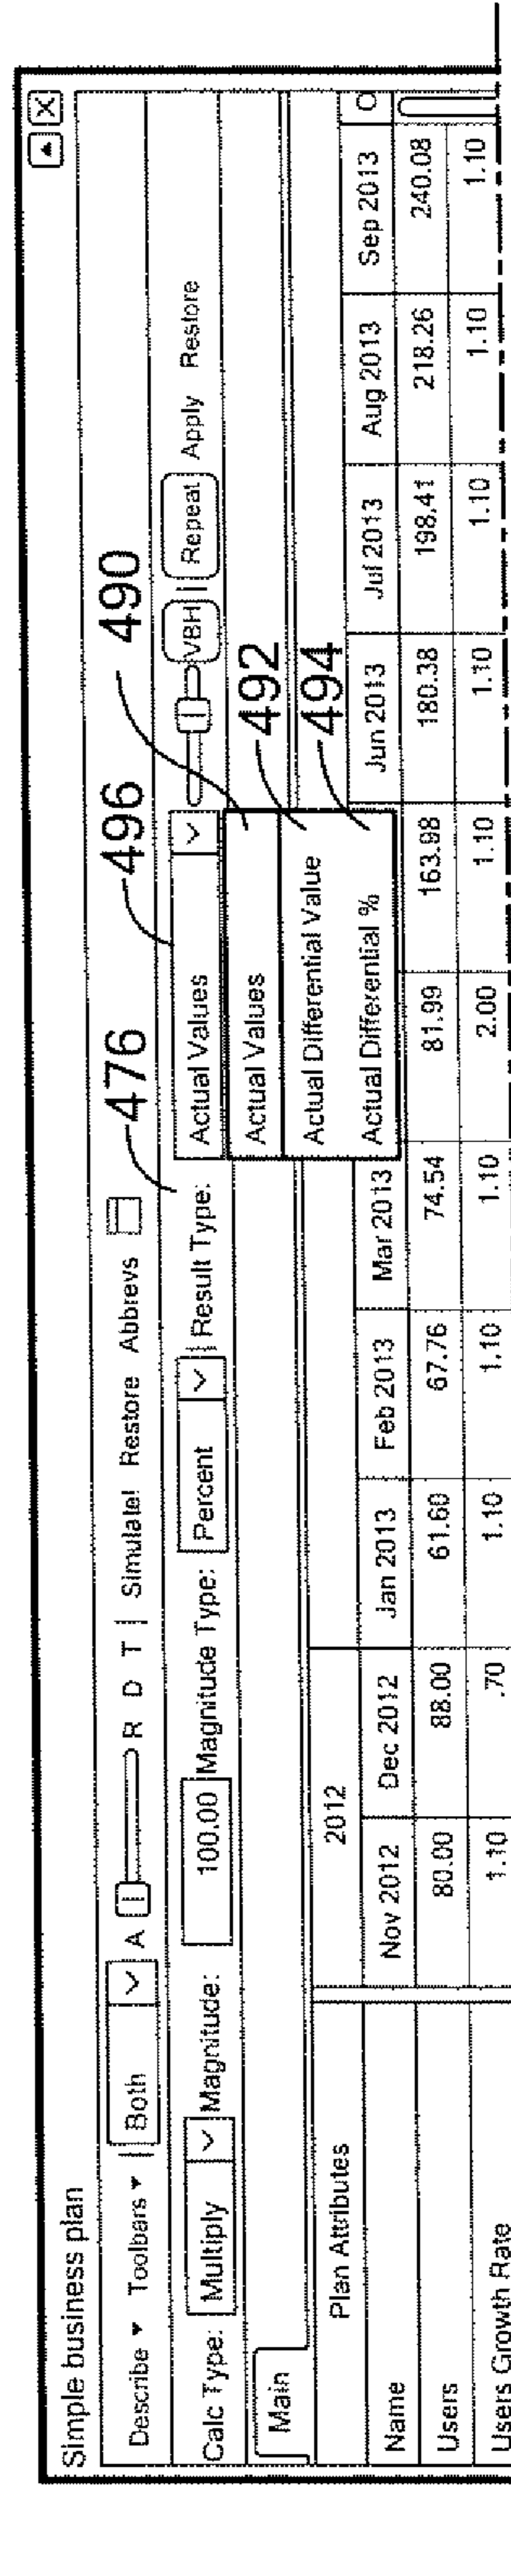 Simple business plan
Describe Toolbars | Both A R D T | Simulate! Restore Abbrevs
476 496 490
Calc Type: Multiply Magnitude: 100.00 Magnitude Type: Percent | Result Type: Actual Values VBH | Repeat Apply Restore
Main
Actual Values
492
Actual Differential Value
494
Actual Differential %
Plan Attributes 2012
Name Nov 2012 Dec 2012 Jan 2013 Feb 2013 Mar 2013 Jun 2013 Jul 2013 Aug 2013 Sep 2013 O
Users 80.00 88.00 61.60 67.76 74.54 81.99 163.98 180.38 198.41 218.26 240.08
Users Growth Rate 1.10 .70 1.10 1.10 1.10 2.00 1.10 1.10 1.10 1.10 1.10